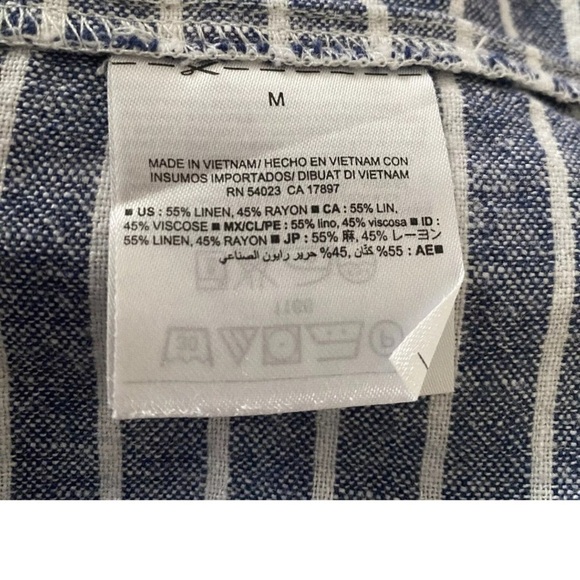 M
MADE IN VIETNAM/ HECHO EN VIETNAM CON
INSUMOS IMPORTADOS/ DIBUAT DI VIETNAM
RN 54023 CA 17897
■ US : 55% LINEN, 45% RAYON ■ CA : 55% LIN,
45% VISCOSE ■ MX/CL/PE : 55% lino, 45% viscosa ■ ID :
55% LINEN, 45% RAYON ■ JP : 55% 麻, 45% レーヨン
■AE : 55% كتَّان ,45% حرير رايون الصناعي